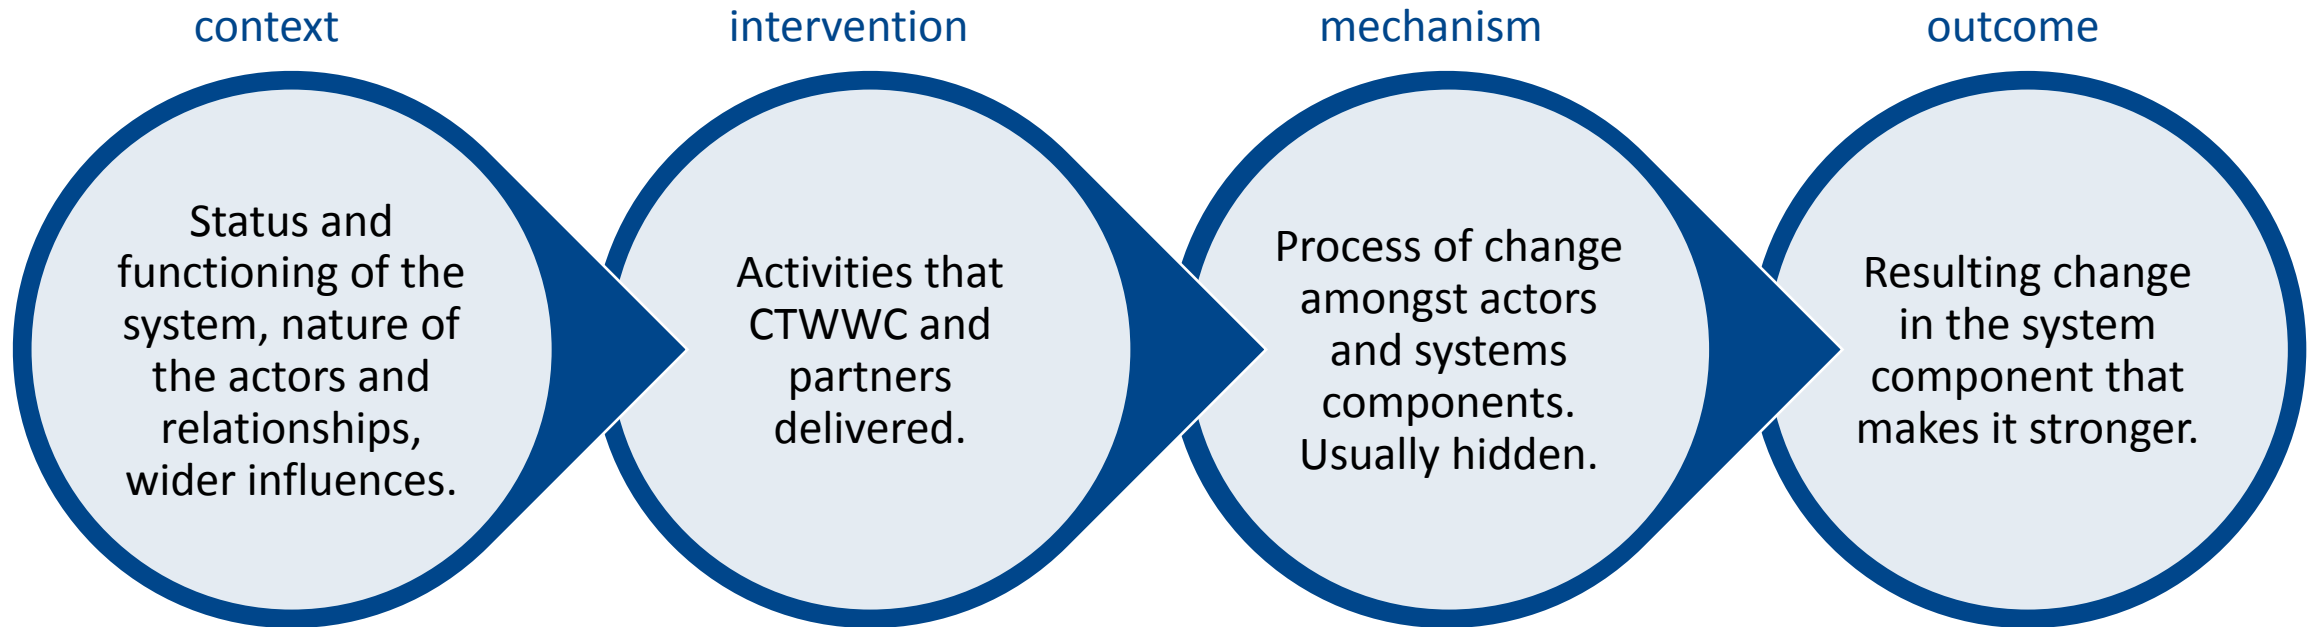 context
intervention
mechanism
outcome
Status and
functioning of the
system, nature of
the actors and
relationships,
wider influences.
Activities that
CTWWC and
partners
delivered.
Process of change
amongst actors
and systems
components.
Usually hidden.
Resulting change
in the system
component that
makes it stronger.